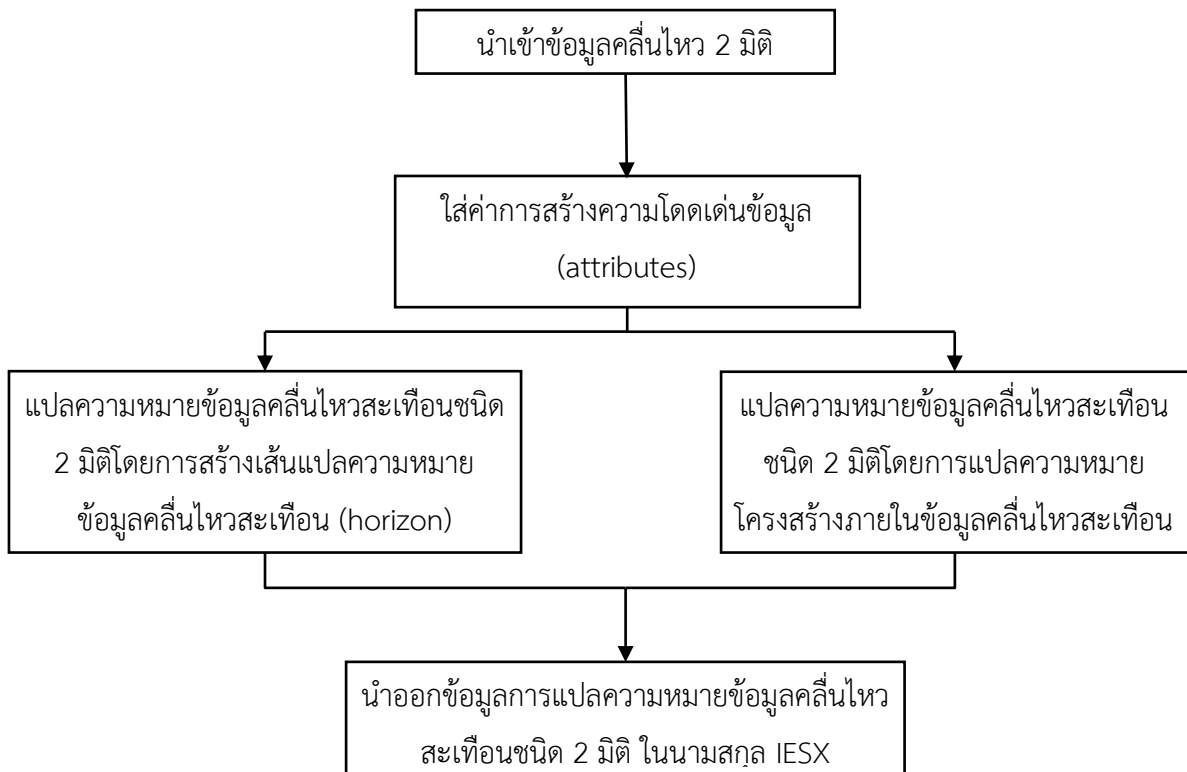 นำเข้าข้อมูลคลื่นไหว 2 มิติ
ใส่ค่าการสร้างความโดดเด่นข้อมูล
(attributes)
แปลความหมายข้อมูลคลื่นไหวสะเทือนชนิด
2 มิติโดยการสร้างเส้นแปลความหมาย
ข้อมูลคลื่นไหวสะเทือน (horizon)
แปลความหมายข้อมูลคลื่นไหวสะเทือน
ชนิด 2 มิติโดยการแปลความหมาย
โครงสร้างภายในข้อมูลคลื่นไหวสะเทือน
นำออกข้อมูลการแปลความหมายข้อมูลคลื่นไหว
สะเทือนชนิด 2 มิติ ในนามสกุล IESX